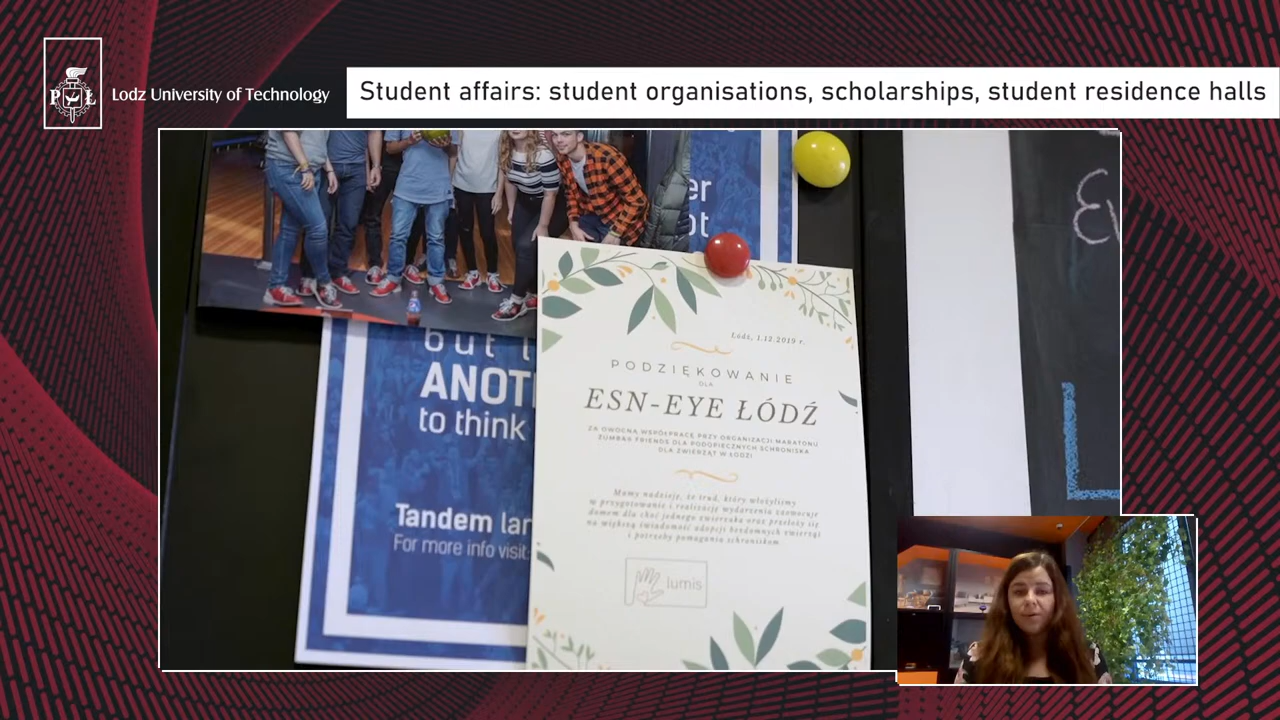 P Ł
Lodz University of Technology
Student affairs: student organisations, scholarships, student residence halls
Łódź, 1.12.2019 r.
PODZIĘKOWANIE
DLA
ESN-EYE ŁÓDŹ
ZA OWOCNĄ WSPÓŁPRACĘ PRZY ORGANIZACJI MARATONU
ZUMBA4 FRIENDS DLA PODOPIECZNYCH SCHRONISKA
DLA ZWIERZĄT W ŁODZI
Mamy nadzieję, że trud, który włożyliśmy
w przygotowanie i realizację wydarzenia zaowocuje
domem dla choć jednego zwierzaka oraz przełoży się
na większą świadomość adopcji bezdomnych zwierząt
i potrzeby pomagania schroniskom.
lumis
er
ot
but
ANOT
to think
Tandem lan
For more info visit: